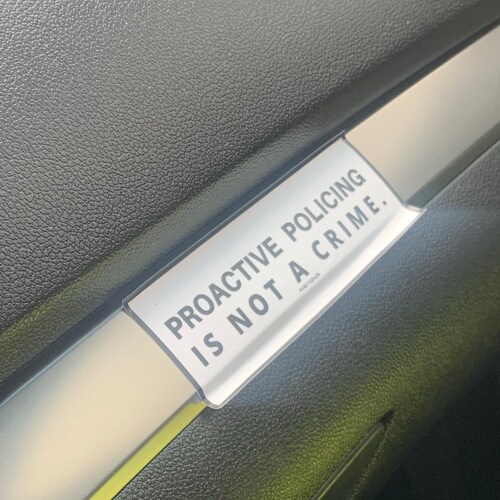 PROACTIVE POLICING
IS NOT A CRIME.